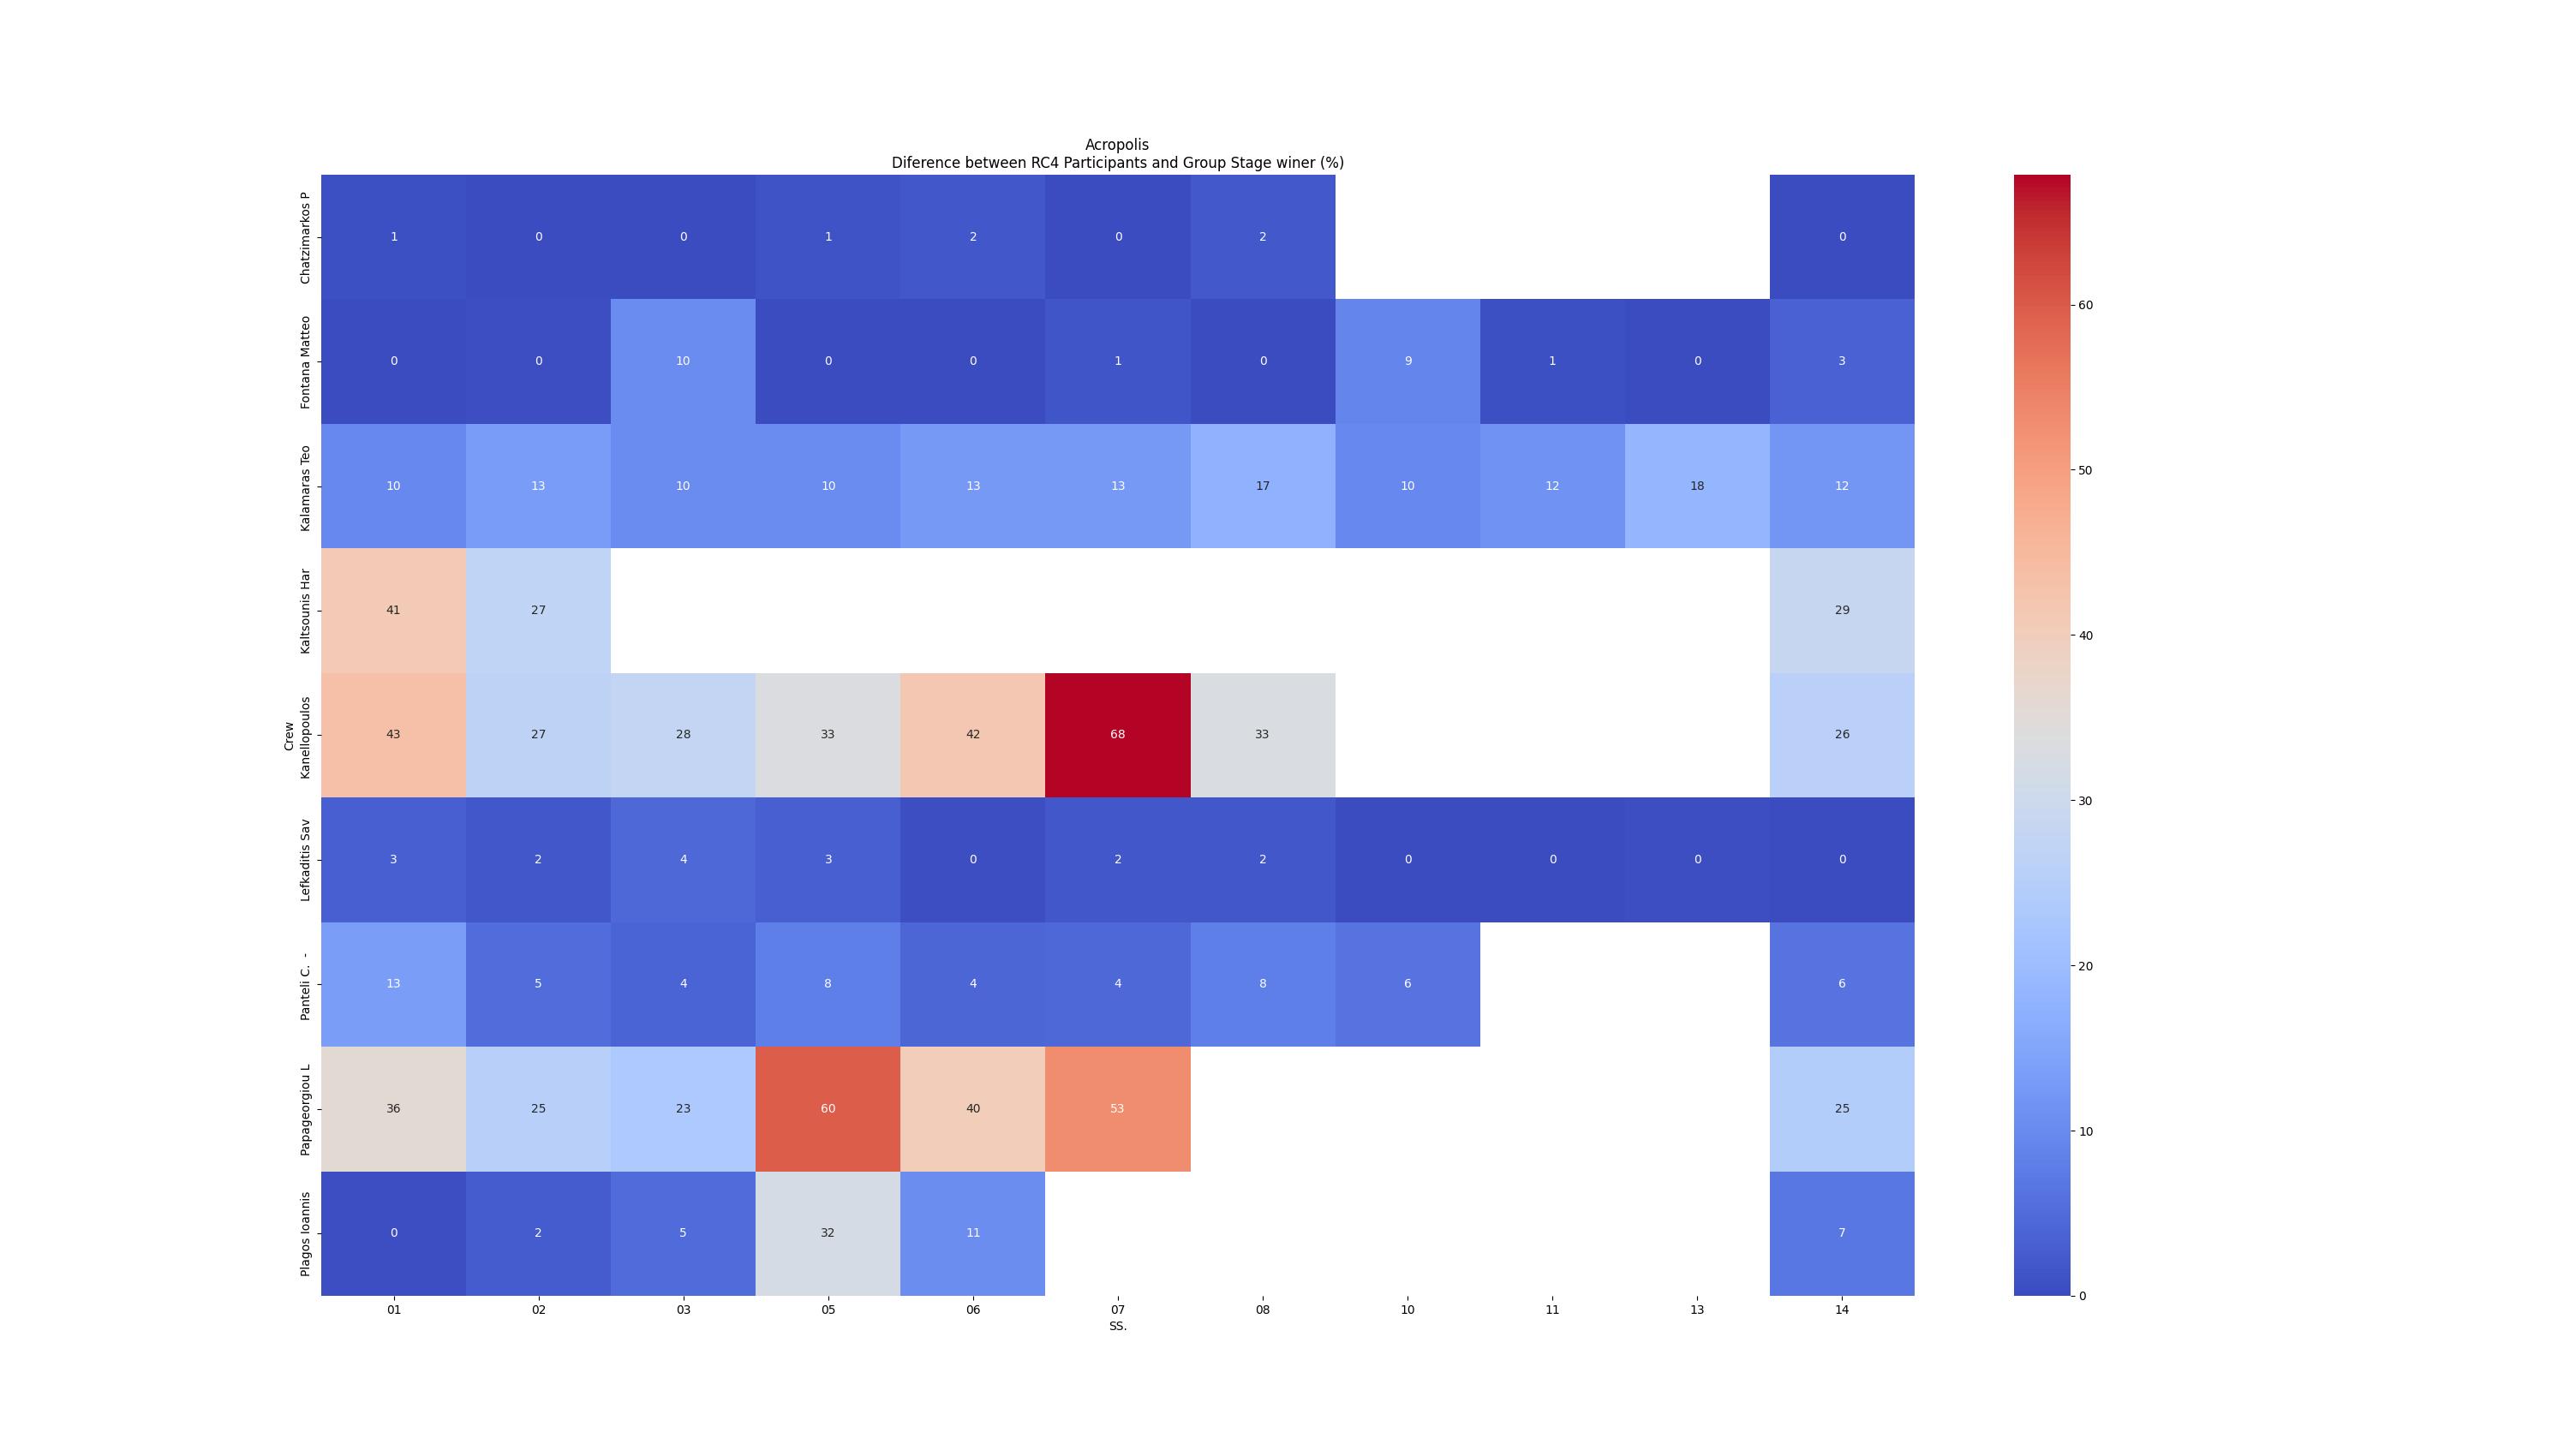 Acropolis
Diference between RC4 Participants and Group Stage winer (%)
Crew
Chatzimarkos P
1 0 0 1 2 0 2 0
Fontana Matteo
0 0 10 0 0 1 0 9 1 0 3
Kalamaras Teo
10 13 10 10 13 13 17 10 12 18 12
Kaltsounis Har
41 27 29
Kanellopoulos
43 27 28 33 42 68 33 26
Lefkaditis Sav
3 2 4 3 0 2 2 0 0 0 0
Panteli C. -
13 5 4 8 4 4 8 6 6
Papageorgiou L
36 25 23 60 40 53 25
Plagos Ioannis
0 2 5 32 11 7
01 02 03 05 06 07 08 10 11 13 14
SS.
60
50
40
30
20
10
0